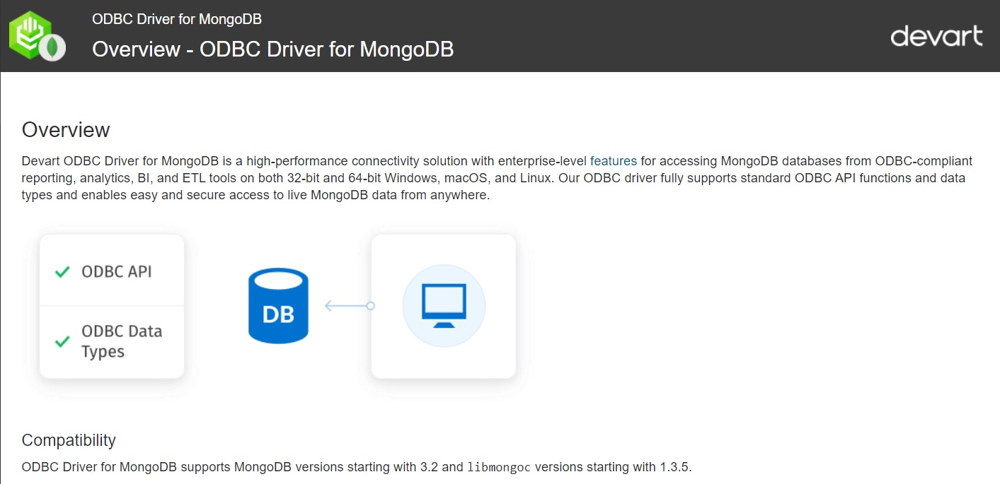 ODBC Driver for MongoDB
Overview - ODBC Driver for MongoDB
devart
Overview
Devart ODBC Driver for MongoDB is a high-performance connectivity solution with enterprise-level features for accessing MongoDB databases from ODBC-compliant
reporting, analytics, BI, and ETL tools on both 32-bit and 64-bit Windows, macOS, and Linux. Our ODBC driver fully supports standard ODBC API functions and data
types and enables easy and secure access to live MongoDB data from anywhere.
ODBC API
ODBC Data
Types
DB
Compatibility
ODBC Driver for MongoDB supports MongoDB versions starting with 3.2 and libmongoc versions starting with 1.3.5.